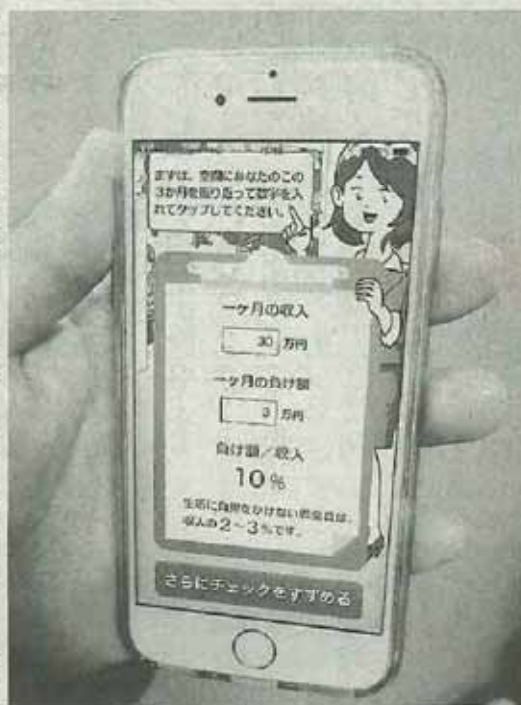 まずは、空欄にあなたのこの
3か月を振り返って数字を入
れてタップしてください。
一ヶ月の収入
30 万円
一ヶ月の負け額
3 万円
負け額／収入
10%
生活に負担をかけない
収入の2〜3%です。
さらにチェックをすすめる